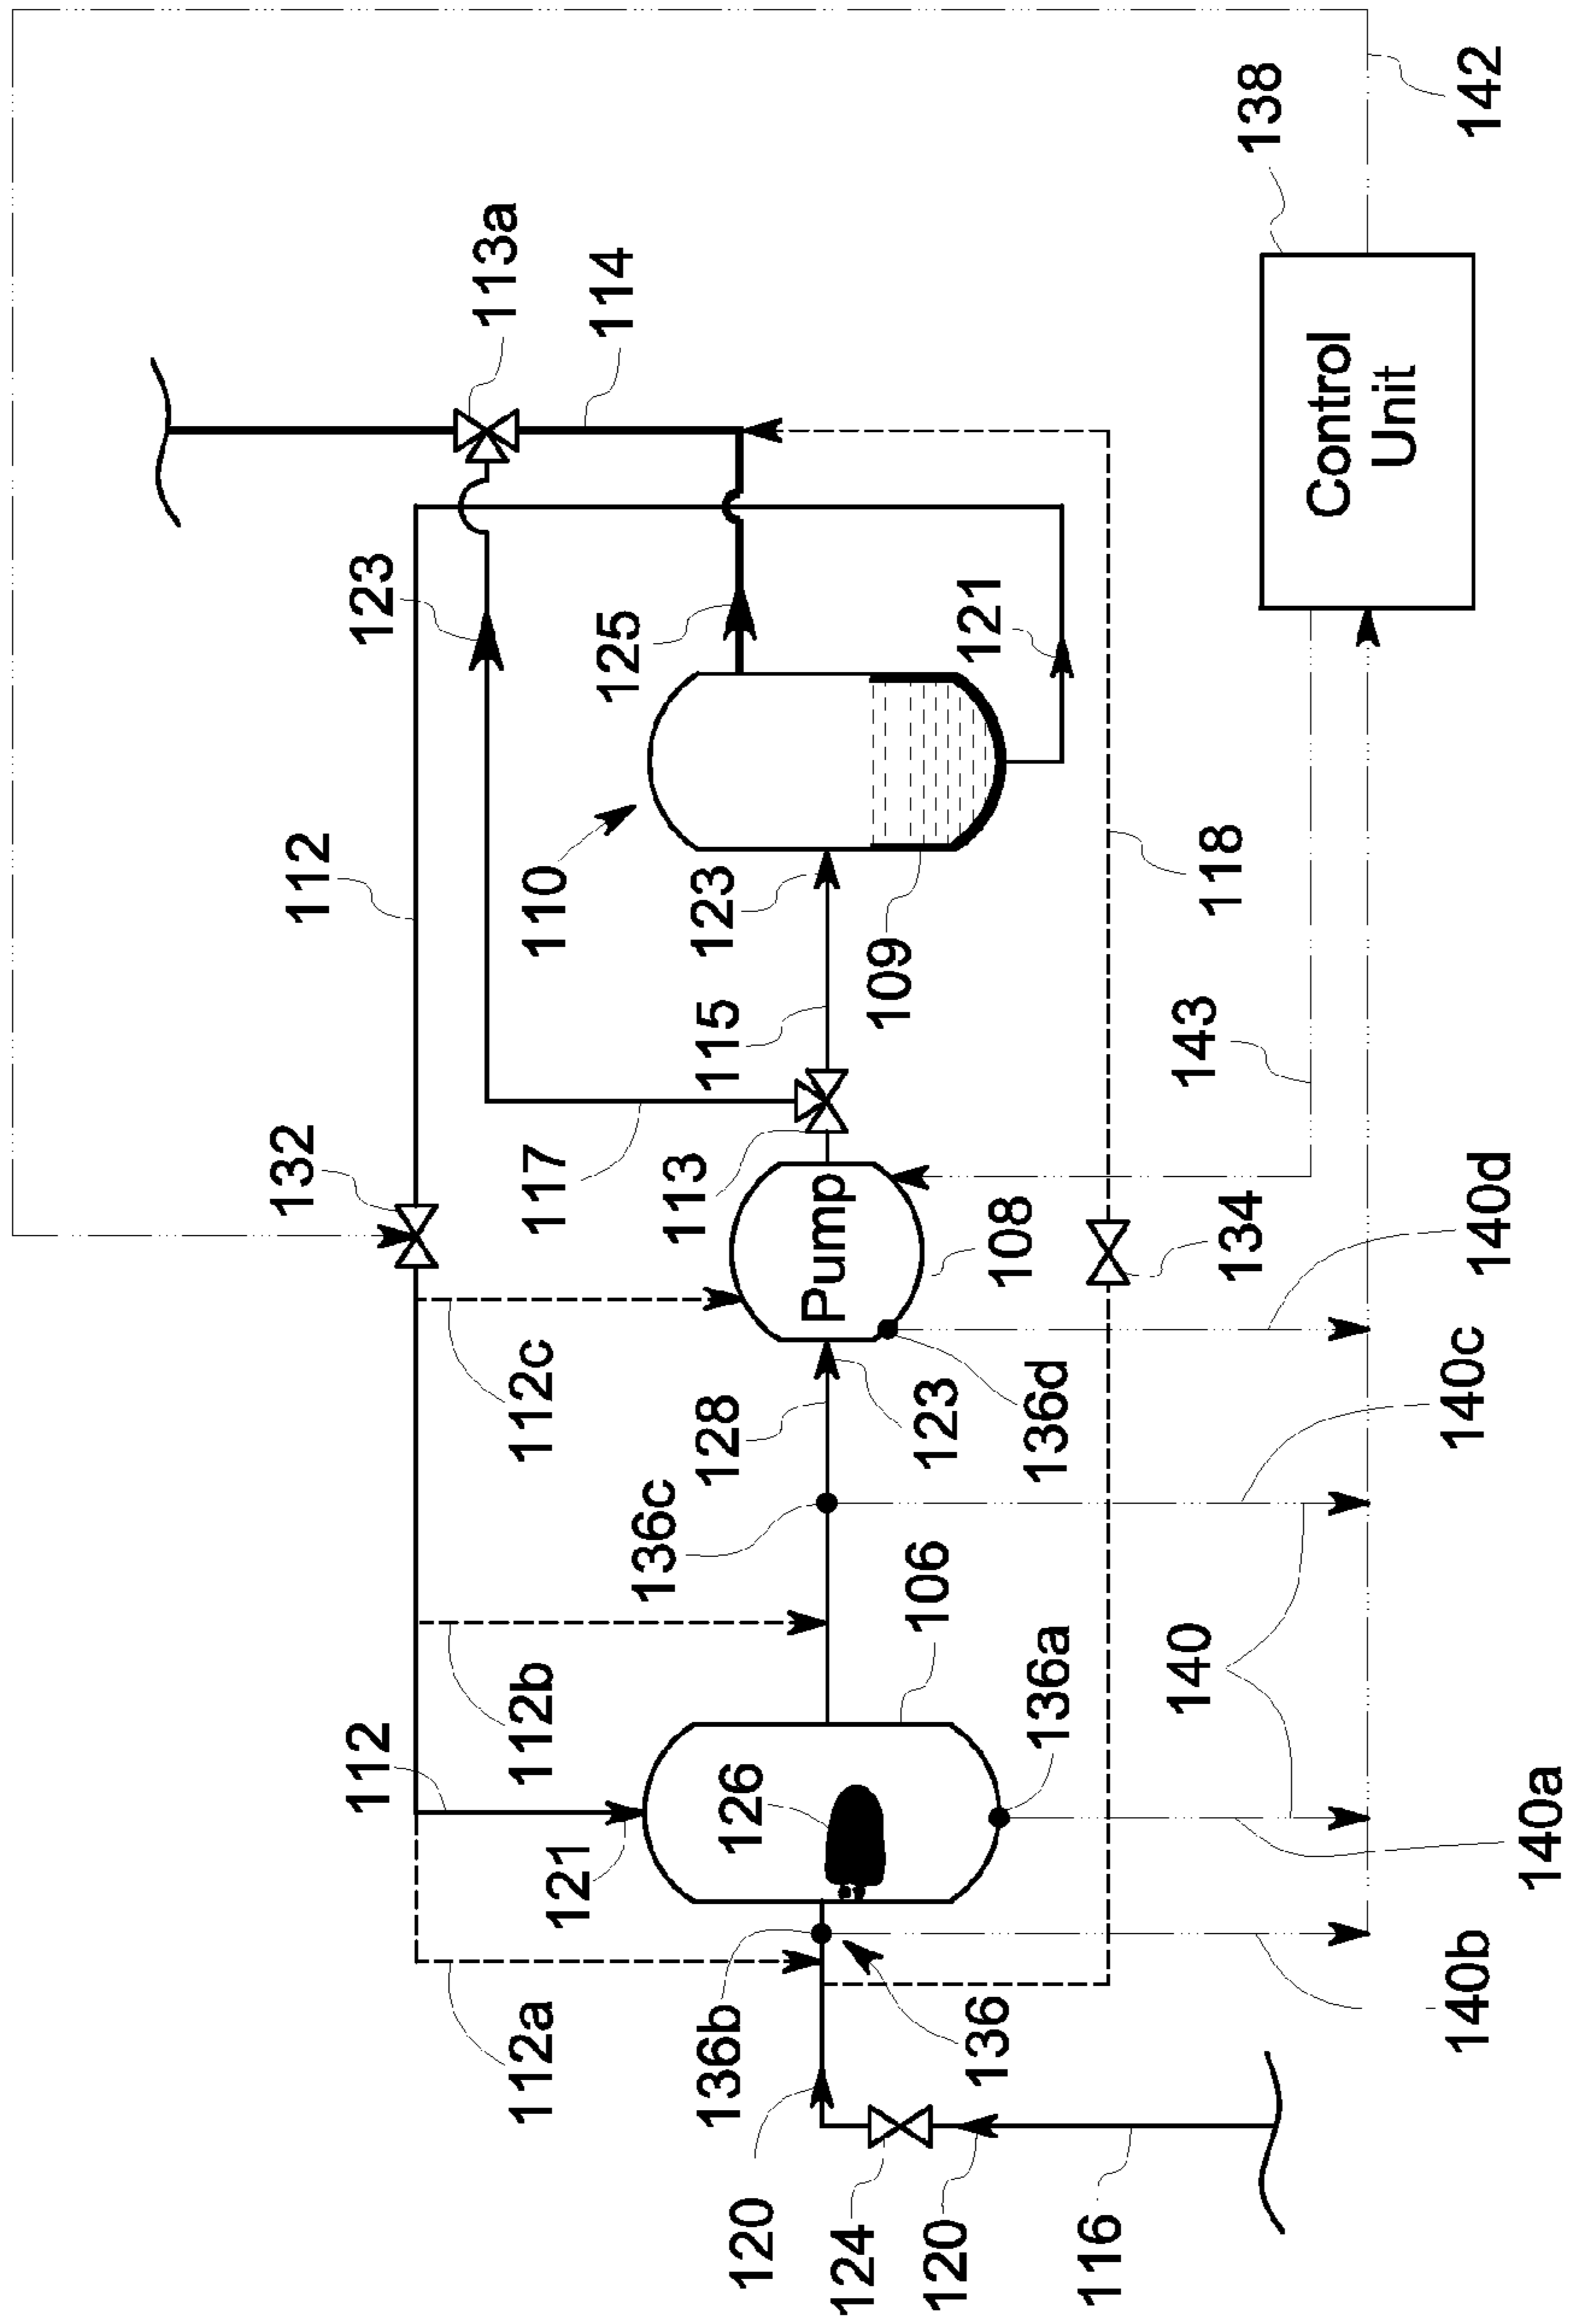 142
138
113a
114
123
125
121
Control
Unit
112
110
123
118
109
115
143
132
117
113
Pump
108
134
140d
112c
128
123
136d
140c
136c
106
112b
136a
140
112
126
121
140a
136b
136
140b
112a
120
124
120
116